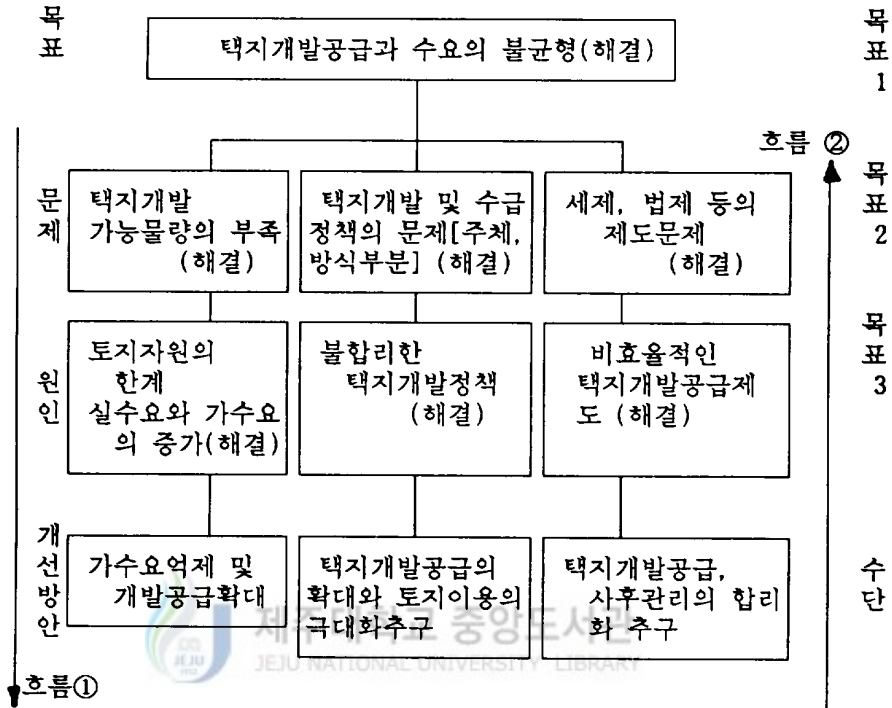 목표
목표1
택지개발공급과 수요의 불균형(해결)
흐름 ②
문제
택지개발
가능물량의 부족
(해결)
택지개발 및 수급
정책의 문제[주체,
방식부분] (해결)
세제, 법제 등의
제도문제
(해결)
목표2
원인
토지자원의
한계
실수요와 가수요
의 증가(해결)
불합리한
택지개발정책
(해결)
비효율적인
택지개발공급제
도 (해결)
목표3
개선방안
가수요억제 및
개발공급확대
택지개발공급의
확대와 토지이용의
극대화추구
택지개발공급,
사후관리의 합리
화 추구
수단
제주대학교 중앙도서관
JEJU NATIONAL UNIVERSITY LIBRARY
JEJU
1952
흐름①